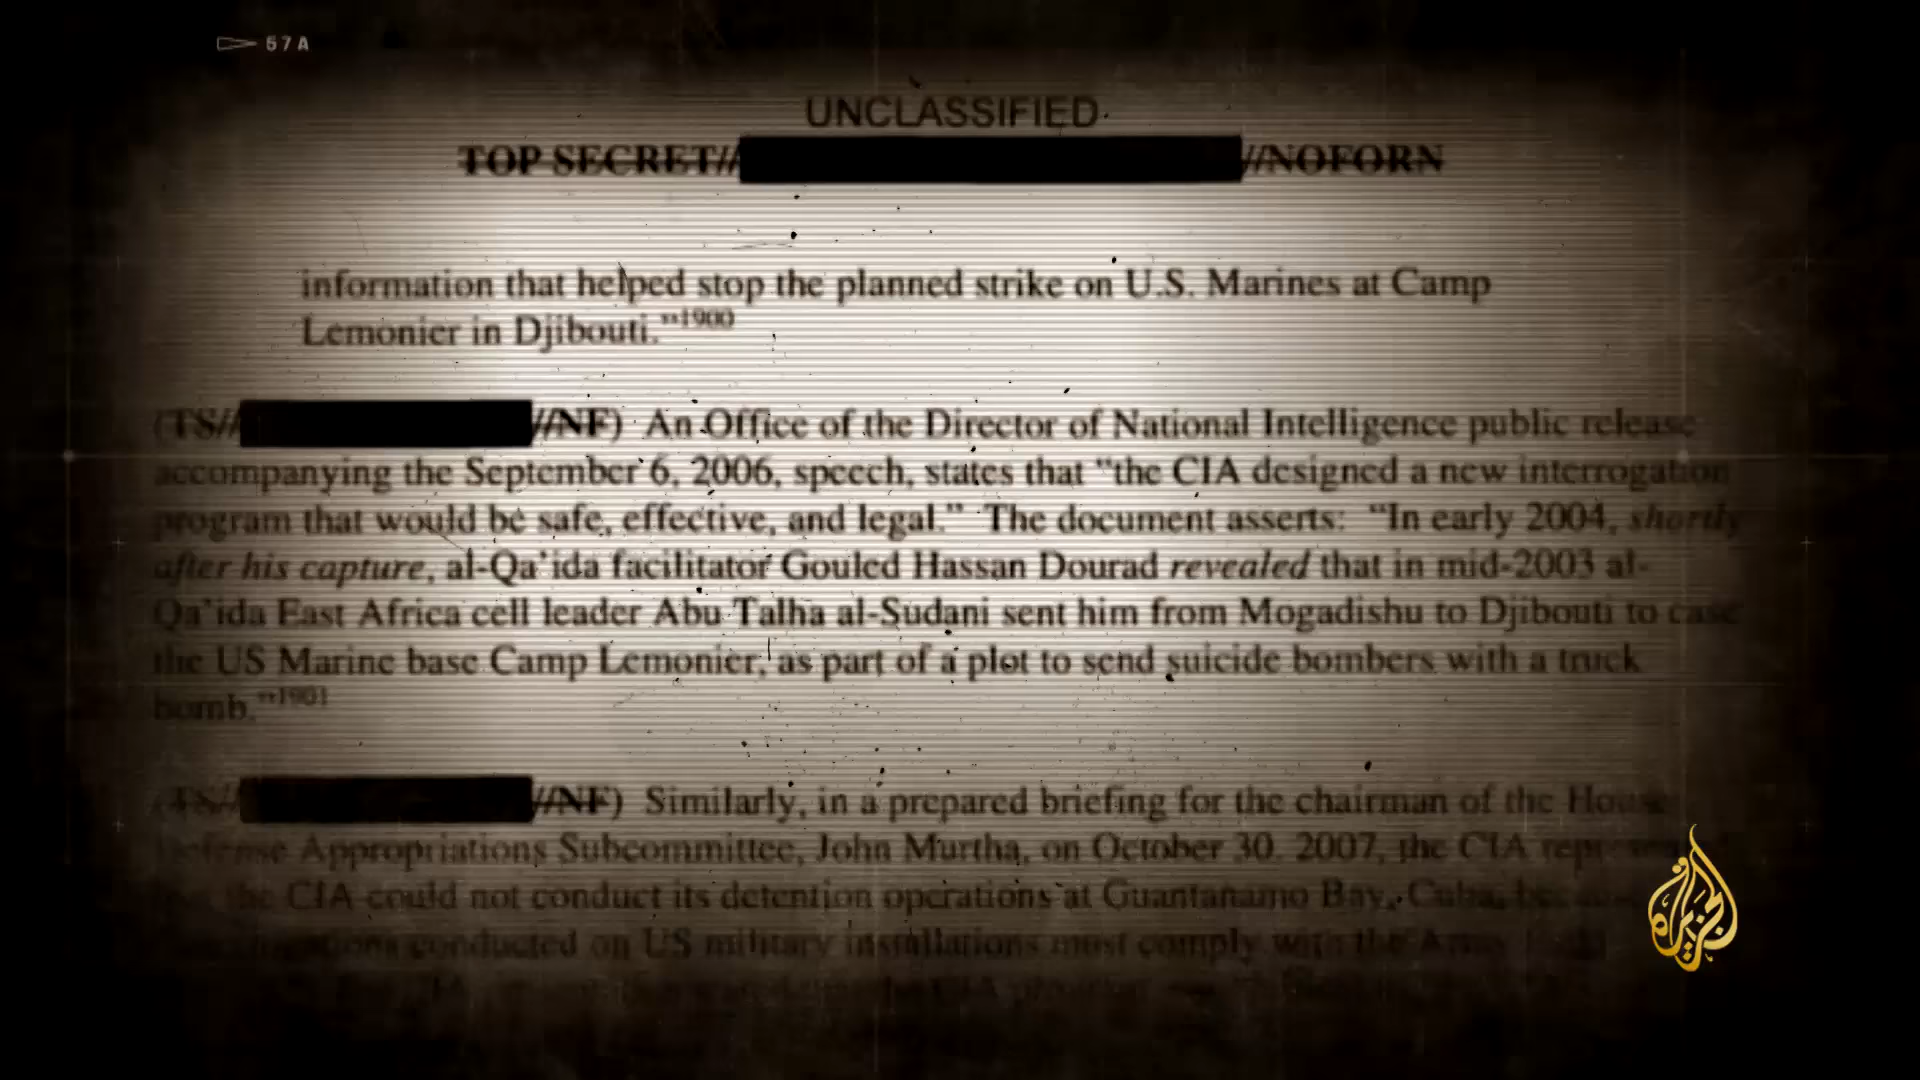 57A
UNCLASSIFIED
TOP SECRET// //NOFORN
information that helped stop the planned strike on U.S. Marines at Camp
Lemonier in Djibouti.”1900
(TS// //NF) An Office of the Director of National Intelligence public release
accompanying the September 6, 2006, speech, states that “the CIA designed a new interrogation
program that would be safe, effective, and legal.” The document asserts: “In early 2004, shortly
after his capture, al-Qa’ida facilitator Gouled Hassan Dourad revealed that in mid-2003 al-
Qa’ida East Africa cell leader Abu Talha al-Sudani sent him from Mogadishu to Djibouti to case
the US Marine base Camp Lemonier, as part of a plot to send suicide bombers with a truck
bomb.”1901
(TS// //NF) Similarly, in a prepared briefing for the chairman of the House
Defense Appropriations Subcommittee, John Murtha, on October 30, 2007, the CIA
the CIA could not conduct its detention operations at Guantanamo Bay, Cuba,
conducted on US military installations must comply with the Army
الجزيرة